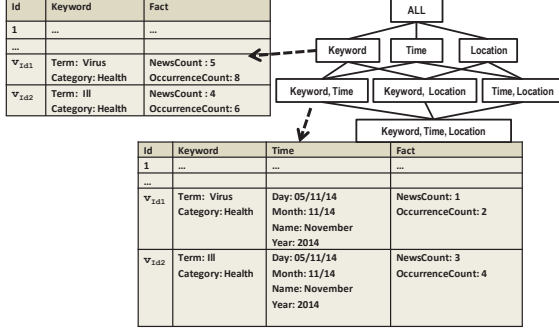 Id Keyword Fact
1 ... ...
...
vId1 Term: Virus NewsCount : 5
Category: Health OccurrenceCount: 8
vId2 Term: Ill NewsCount : 4
Category: Health OccurrenceCount: 6
ALL
Keyword Time Location
Keyword, Time Keyword, Location Time, Location
Keyword, Time, Location
Id Keyword Time Fact
1 ... ... ...
...
vId1 Term: Virus Day: 05/11/14 NewsCount: 1
Category: Health Month: 11/14 OccurrenceCount: 2
Name: November
Year: 2014
vId2 Term: Ill Day: 05/11/14 NewsCount: 3
Category: Health Month: 11/14 OccurrenceCount: 4
Name: November
Year: 2014